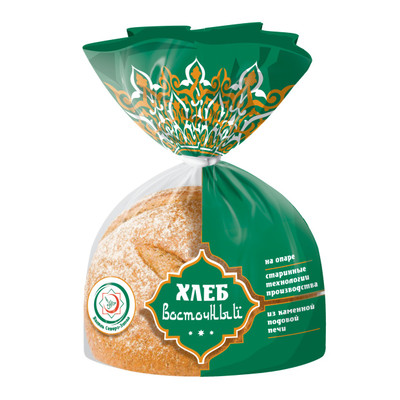 ХЛЕБ
Восточный
на опаре
старинные
технологии
производства
из каменной
подовой
печи